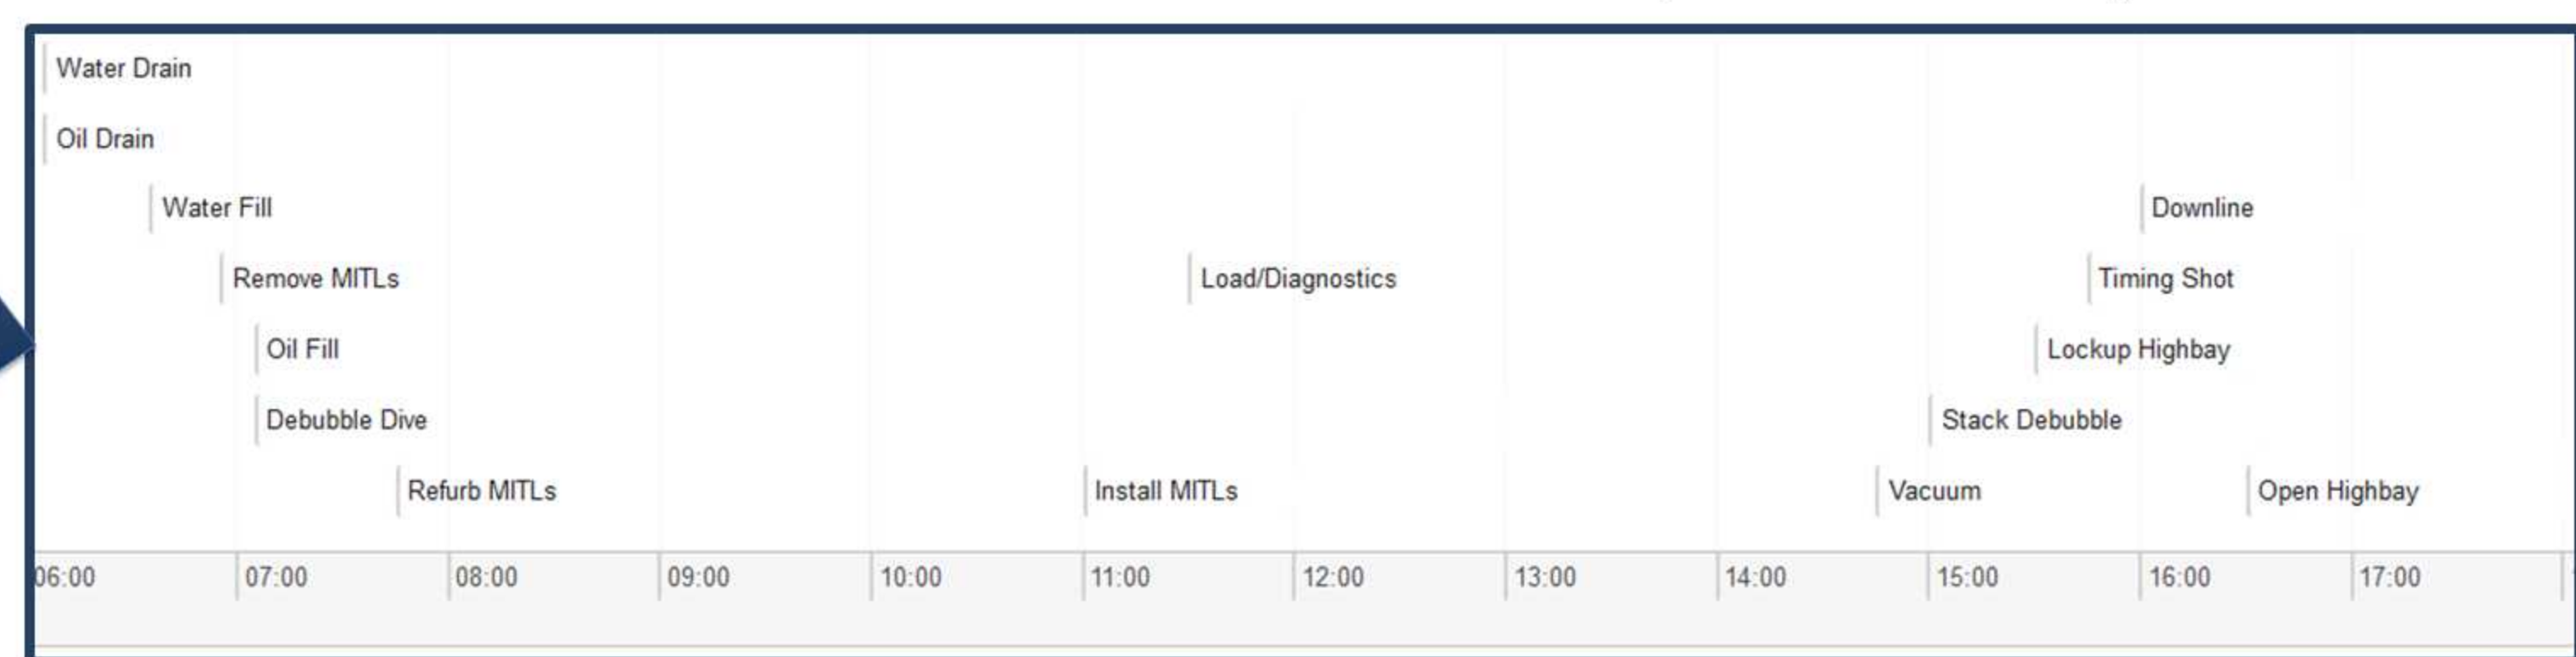 Water Drain
Oil Drain
Water Fill Downline
Remove MITLs Load/Diagnostics Timing Shot
Oil Fill Lockup Highbay
Debubble Dive Stack Debubble
Refurb MITLs Install MITLs Vacuum Open Highbay
06:00 07:00 08:00 09:00 10:00 11:00 12:00 13:00 14:00 15:00 16:00 17:00